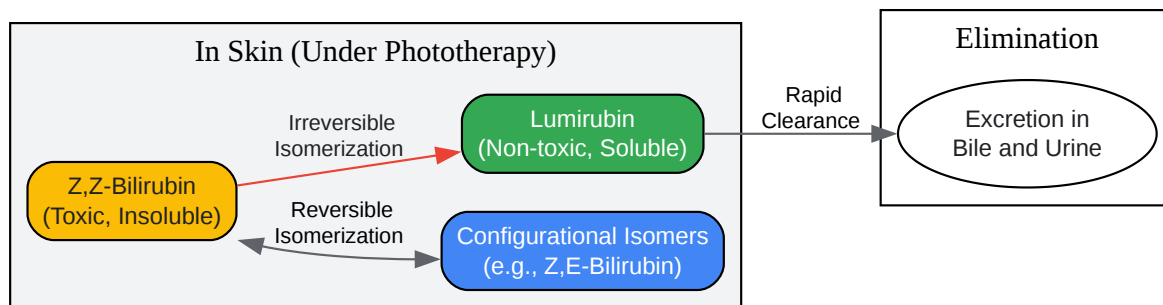 In Skin (Under Phototherapy)
Z,Z-Bilirubin
(Toxic, Insoluble)
Irreversible
Isomerization
Lumirubin
(Non-toxic, Soluble)
Reversible
Isomerization
Configurational Isomers
(e.g., Z,E-Bilirubin)
Rapid
Clearance
Elimination
Excretion in
Bile and Urine